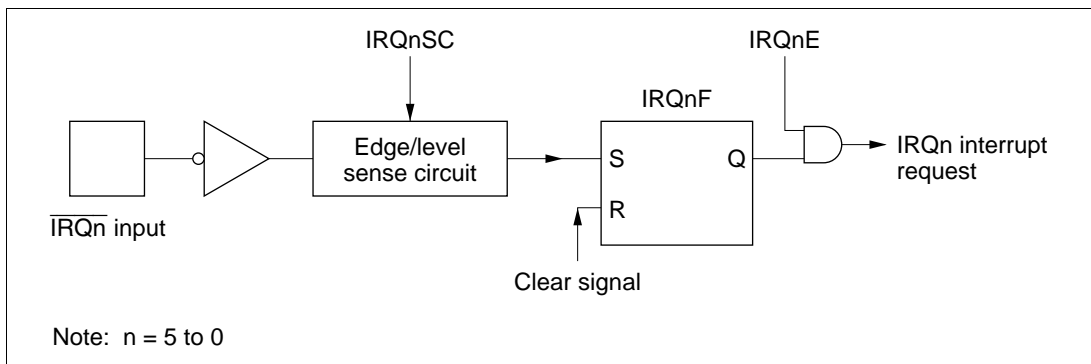 IRQnSC
IRQnE
IRQnF
Edge/level
sense circuit
S
Q
R
IRQn interrupt
request
IRQn input
Clear signal
Note: n = 5 to 0